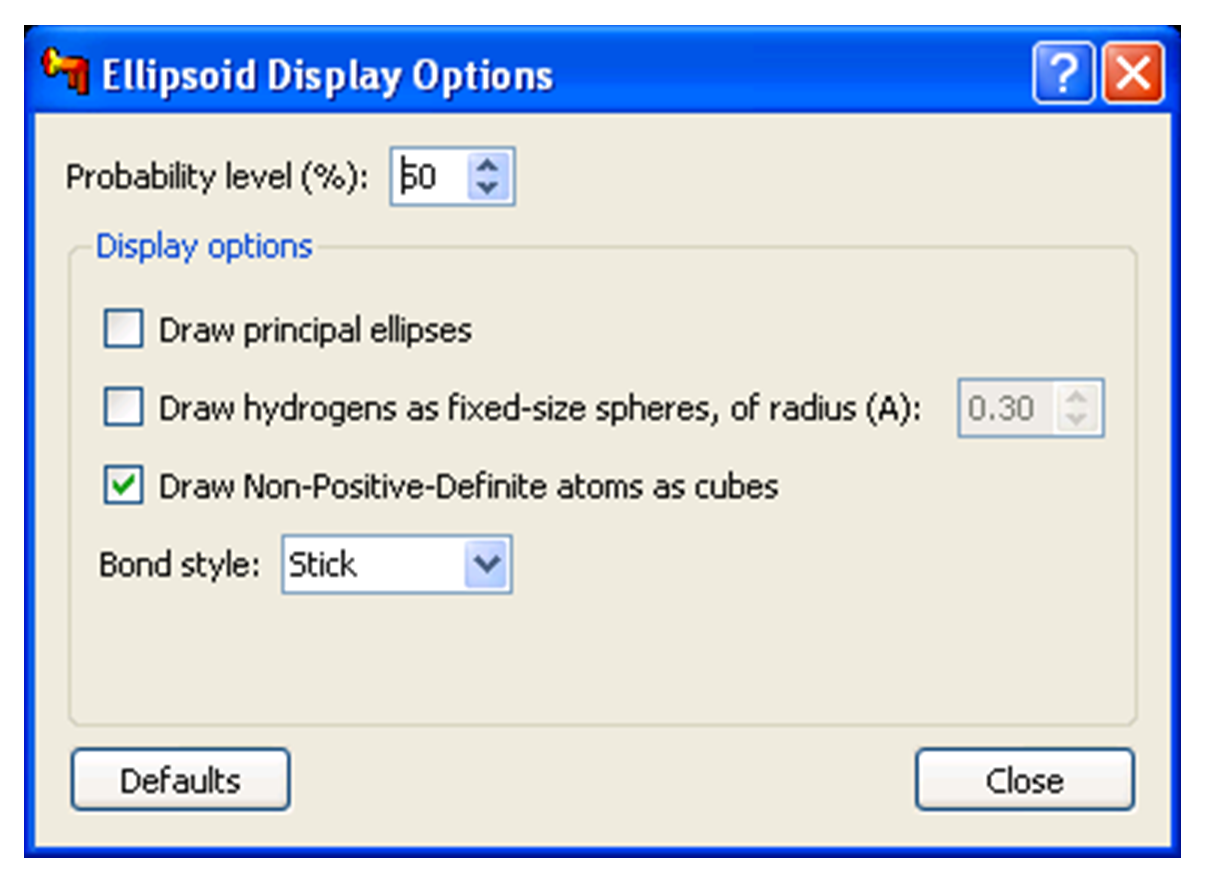 Ellipsoid Display Options
?
Probability level (%): 50
Display options
Draw principal ellipses
Draw hydrogens as fixed-size spheres, of radius (A): 0.30
Draw Non-Positive-Definite atoms as cubes
Bond style: Stick
Defaults Close